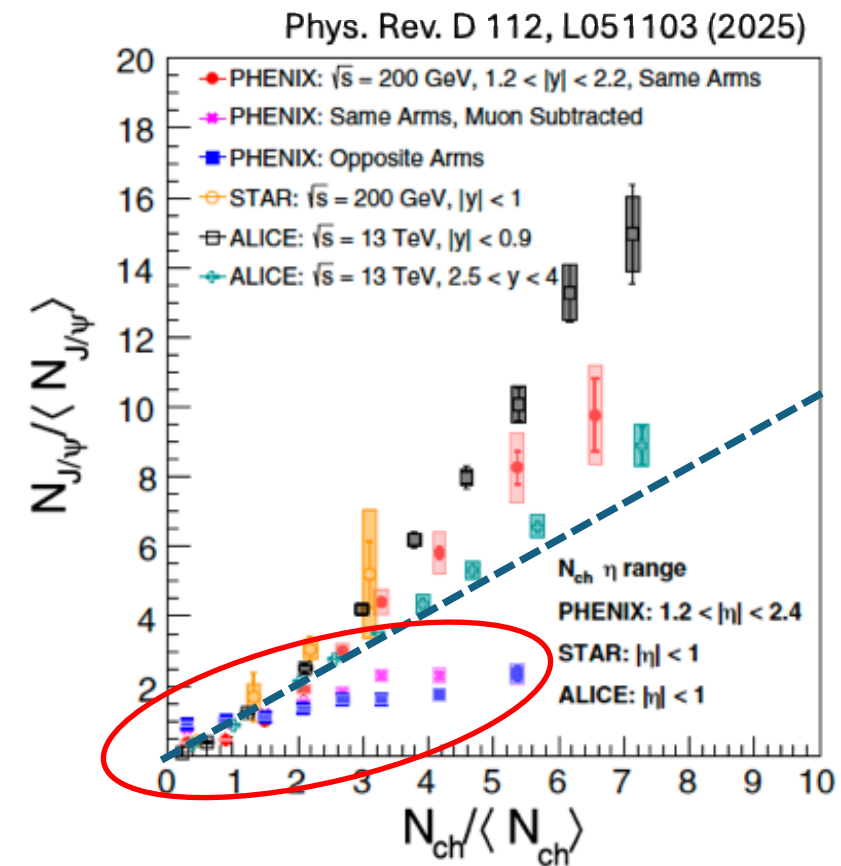 Phys. Rev. D 112, L051103 (2025)
PHENIX: √s = 200 GeV, 1.2 < |y| < 2.2, Same Arms
PHENIX: Same Arms, Muon Subtracted
PHENIX: Opposite Arms
STAR: √s = 200 GeV, |y| < 1
ALICE: √s = 13 TeV, |y| < 0.9
ALICE: √s = 13 TeV, 2.5 < y < 4
20
18
16
14
12
10
8
6
4
2
N_J/ψ/⟨ N_J/ψ⟩
N_ch η range
PHENIX: 1.2 < |η| < 2.4
STAR: |η| < 1
ALICE: |η| < 1
0 1 2 3 4 5 6 7 8 9 10
N_ch/⟨ N_ch⟩